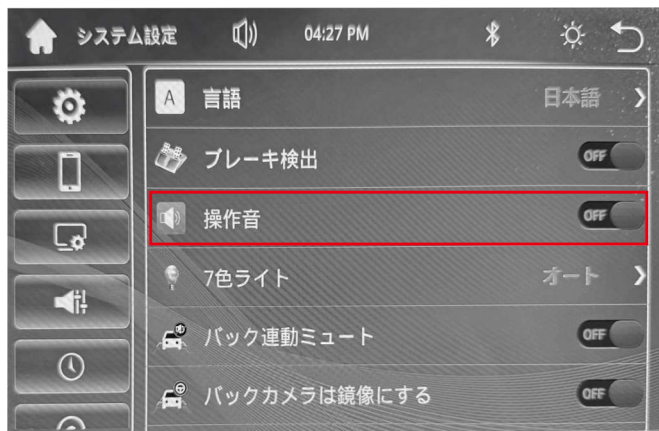 システム設定 04:27 PM
A 言語 日本語
ブレーキ検出 OFF
操作音 OFF
7色ライト オート
バック連動ミュート OFF
バックカメラは鏡像にする OFF